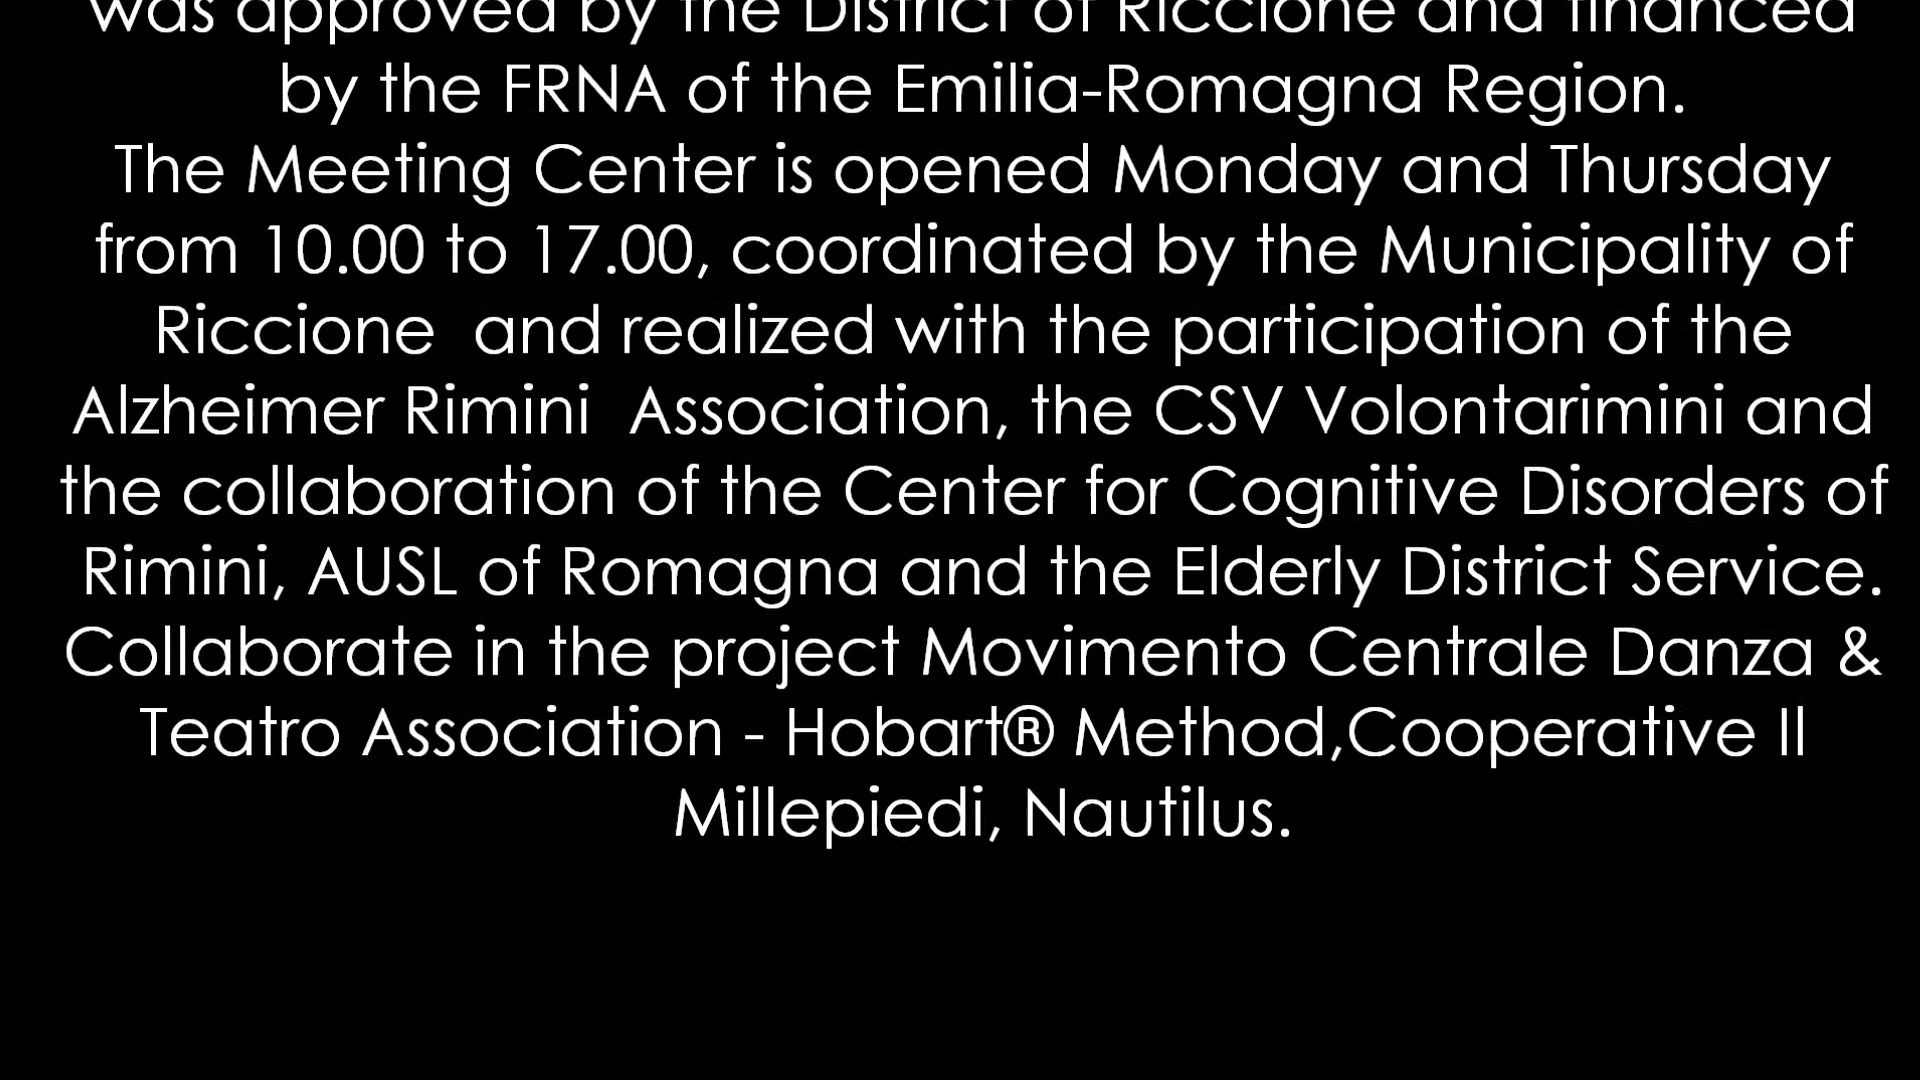 was approved by the District of Riccione and financed
by the FRNA of the Emilia-Romagna Region.
The Meeting Center is opened Monday and Thursday
from 10.00 to 17.00, coordinated by the Municipality of
Riccione  and realized with the participation of the
Alzheimer Rimini  Association, the CSV Volontarimini and
the collaboration of the Center for Cognitive Disorders of
Rimini, AUSL of Romagna and the Elderly District Service.
Collaborate in the project Movimento Centrale Danza &
Teatro Association - Hobart® Method,Cooperative Il
Millepiedi, Nautilus.